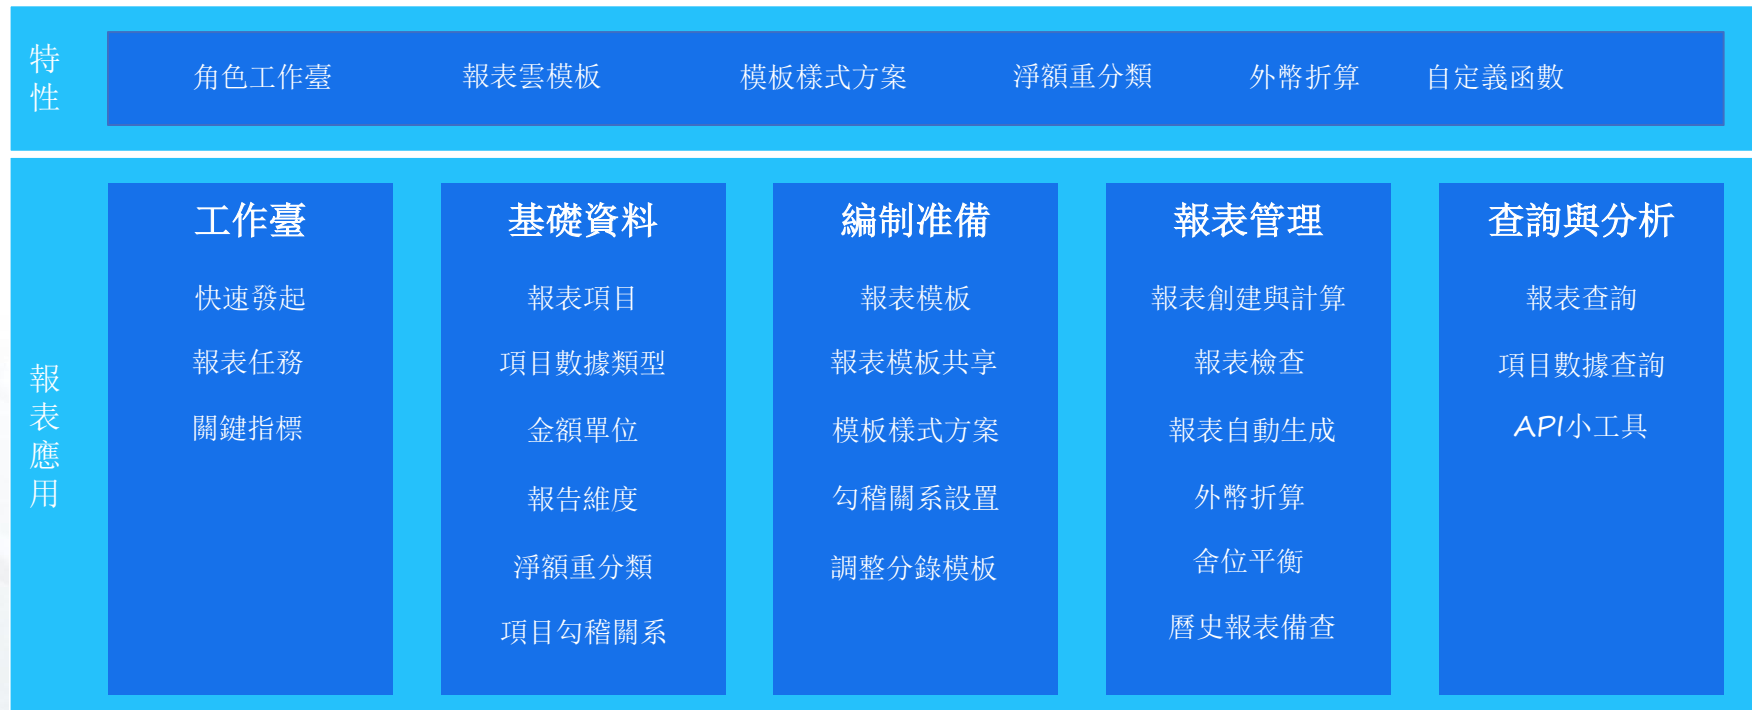 特性
角色工作臺
報表雲模板
模板樣式方案
淨額重分類
外幣折算
自定義函數
報表應用
工作臺
快速發起
報表任務
關鍵指標
基礎資料
報表項目
項目數據類型
金額單位
報告維度
淨額重分類
項目勾稽關系
編制准備
報表模板
報表模板共享
模板樣式方案
勾稽關系設置
調整分錄模板
報表管理
報表創建與計算
報表檢查
報表自動生成
外幣折算
舍位平衡
曆史報表備查
查詢與分析
報表查詢
項目數據查詢
API小工具